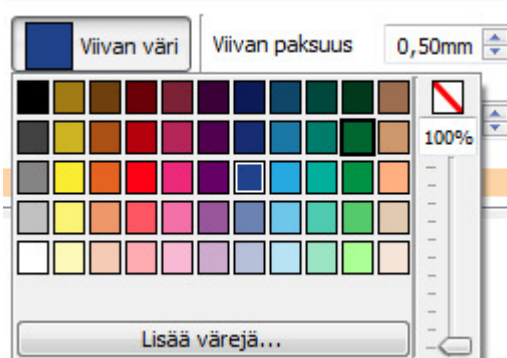 Viivan väri
Viivan paksuus
0,50mm
100%
Lisää värejä...